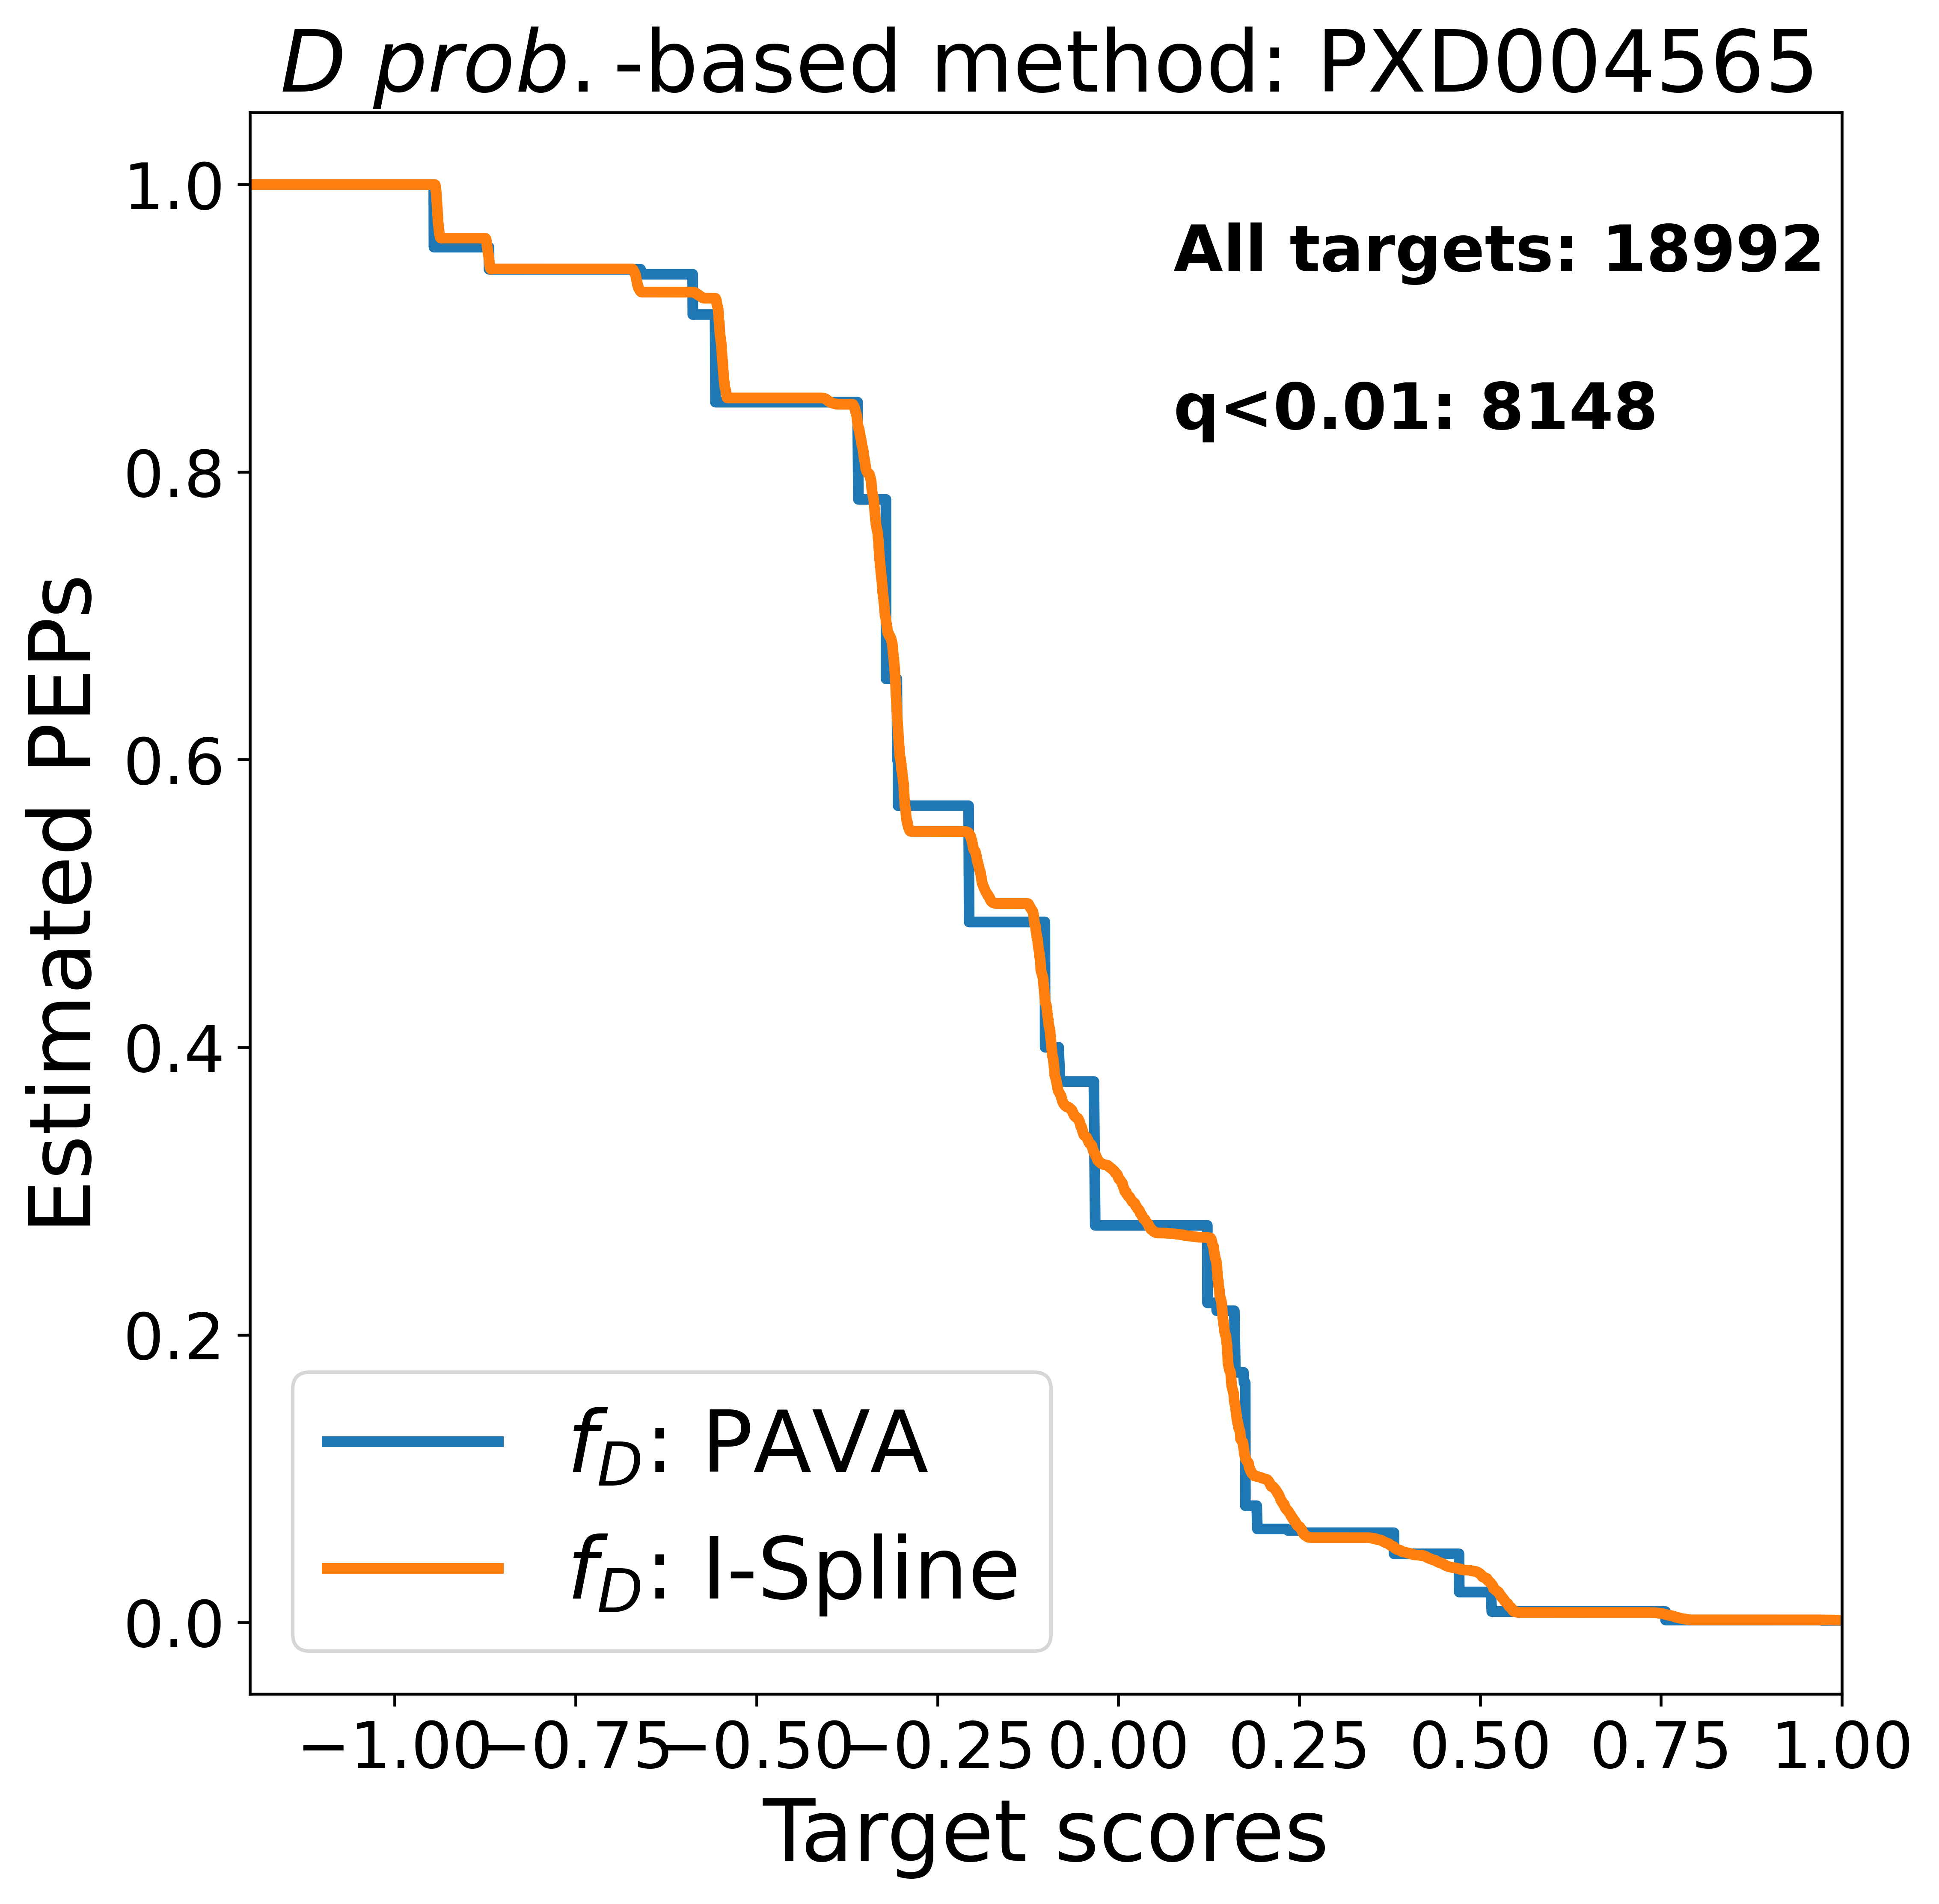 D prob. -based method: PXD004565
1.0
0.8
0.6
0.4
0.2
0.0
Estimated PEPs
All targets: 18992
q<0.01: 8148
f_D: PAVA
f_D: I-Spline
−1.00 −0.75 −0.50 −0.25 0.00 0.25 0.50 0.75 1.00
Target scores